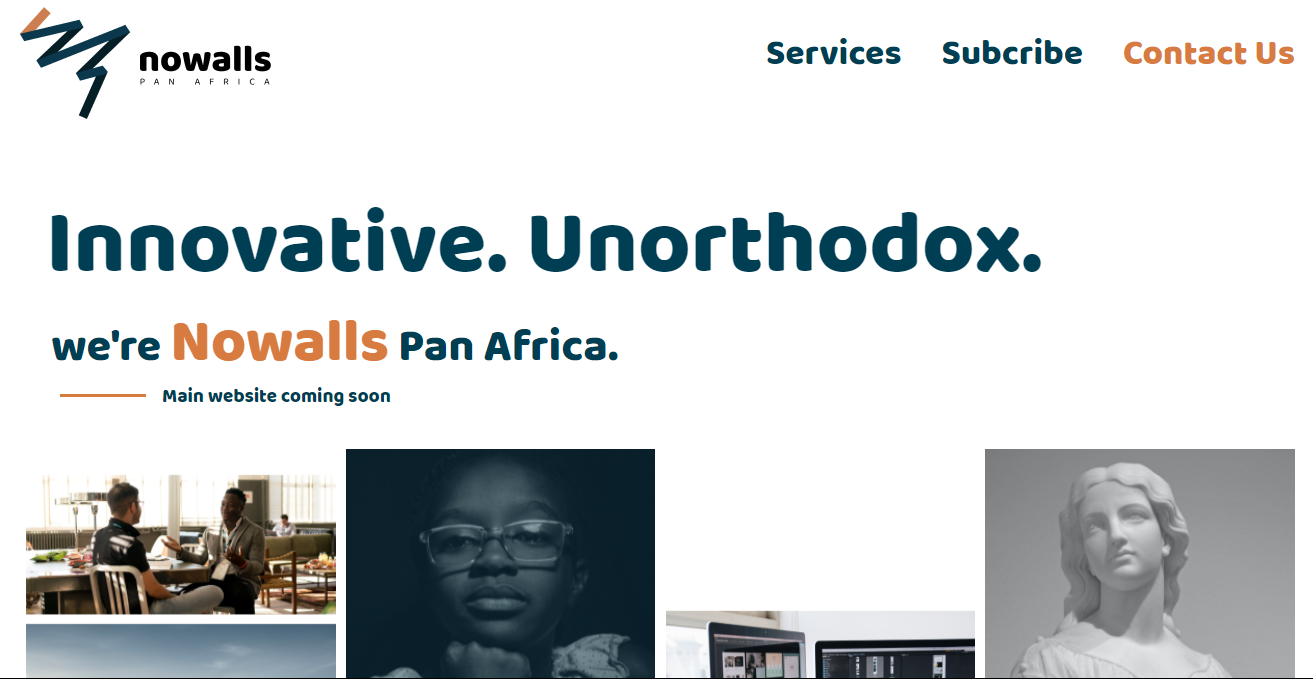 nowalls
PAN AFRICA
Services Subcribe Contact Us
Innovative. Unorthodox.
we're Nowalls Pan Africa.
Main website coming soon